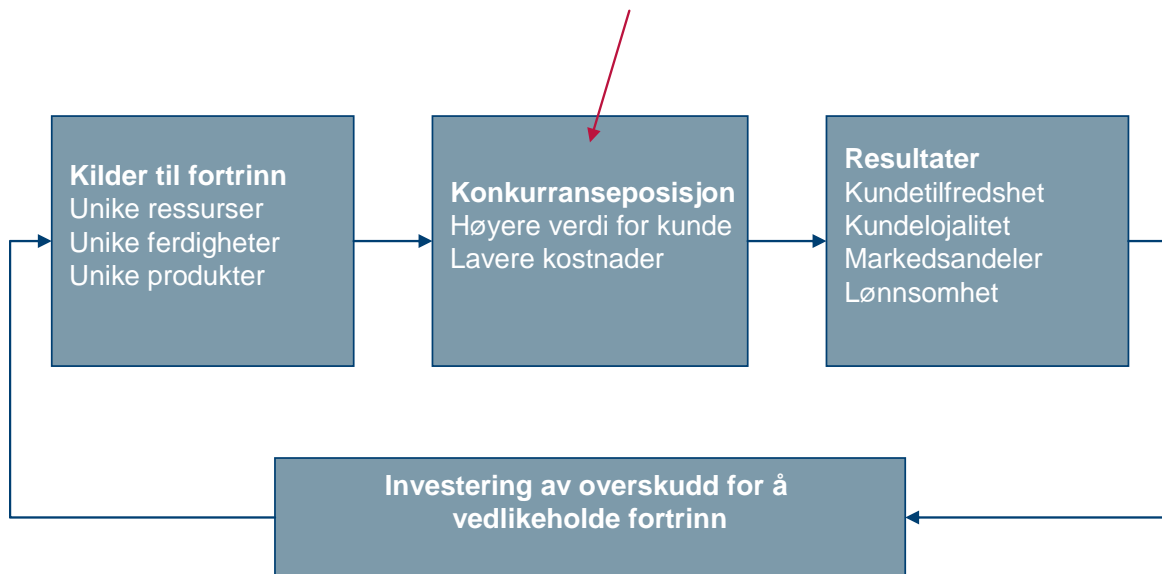 Kilder til fortrinn
Unike ressurser
Unike ferdigheter
Unike produkter
Konkurranseposisjon
Høyere verdi for kunde
Lavere kostnader
Resultater
Kundetilfredshet
Kundelojalitet
Markedsandeler
Lønnsomhet
Investering av overskudd for å
vedlikeholde fortrinn